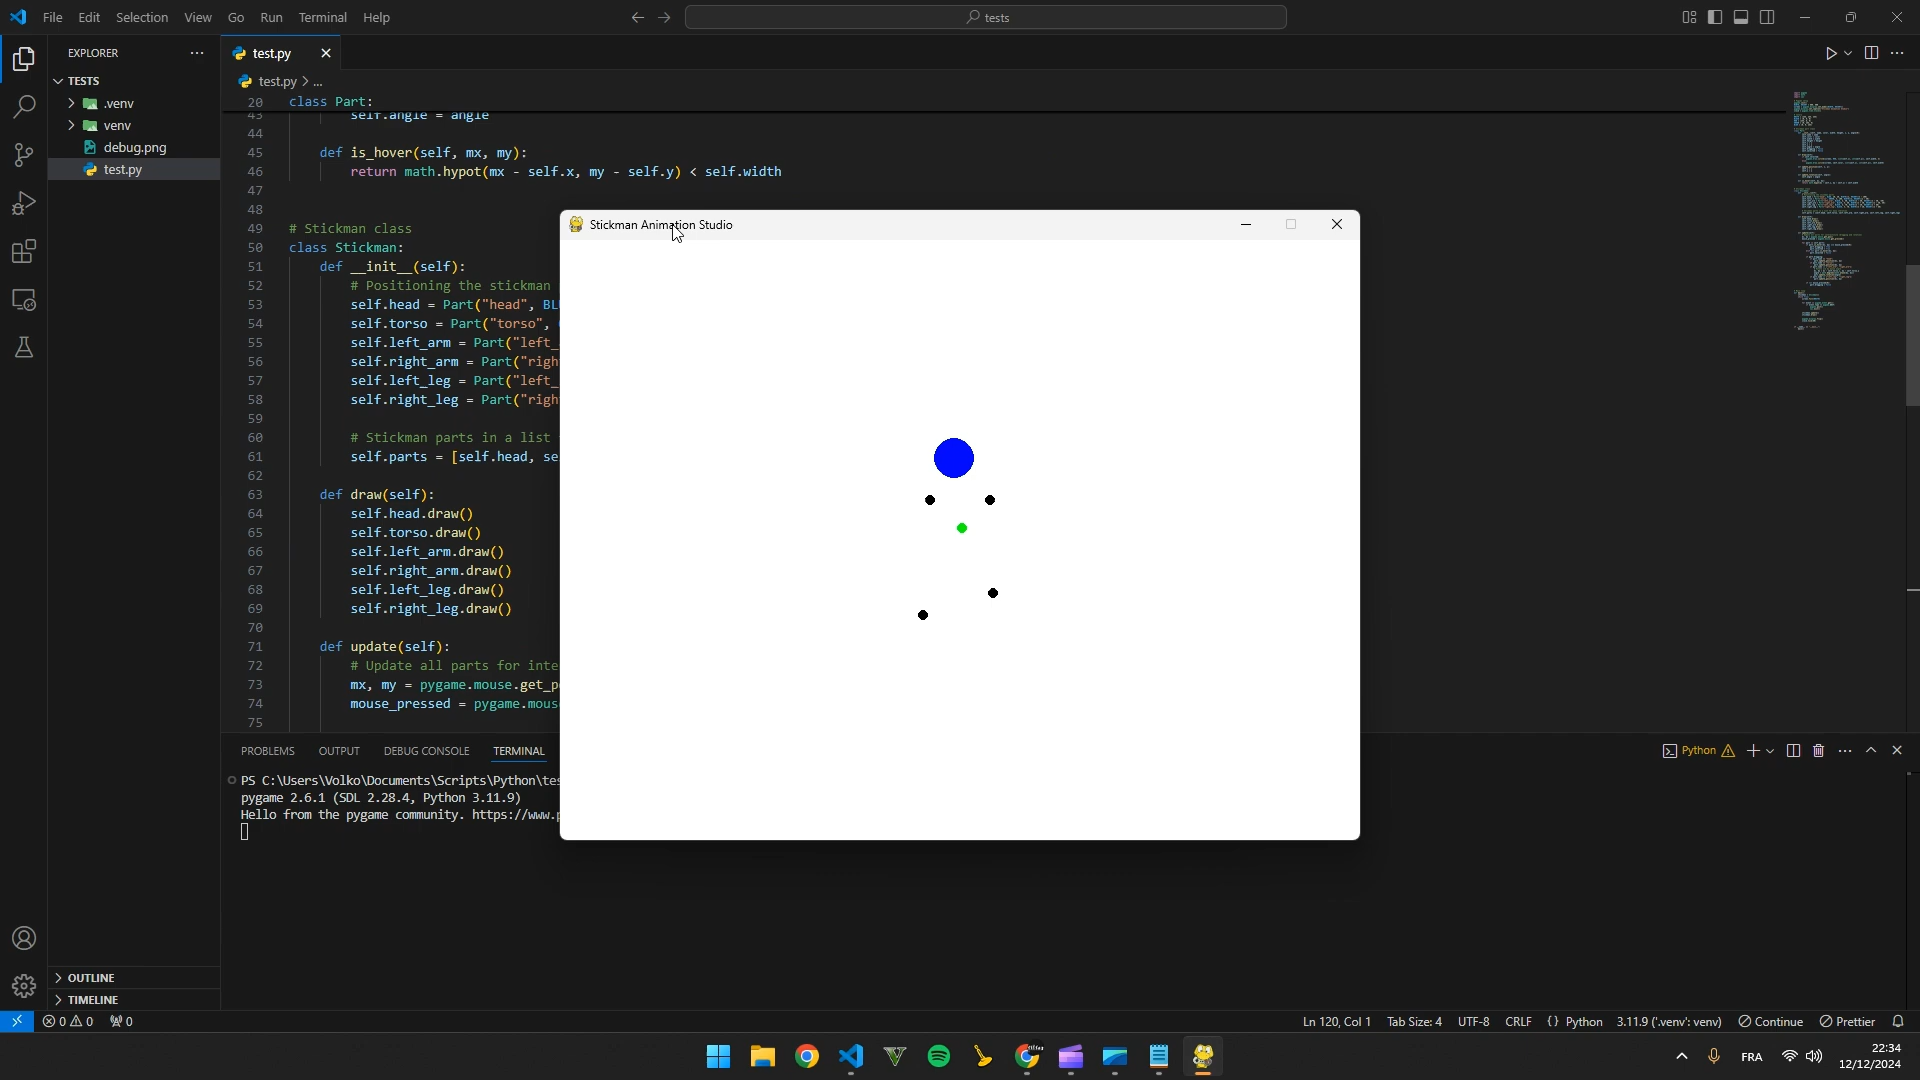 File Edit Selection View Go Run Terminal Help
tests
EXPLORER
TESTS
.venv
venv
debug.png
test.py
OUTLINE
TIMELINE
test.py
test.py > ...
20 class Part:
43 self.angle = angle
44
45 def is_hover(self, mx, my):
46 return math.hypot(mx - self.x, my - self.y) < self.width
47
48
49 # Stickman class
50 class Stickman:
51 def __init__(self):
52 # Positioning the stickman
53 self.head = Part("head", BL
54 self.torso = Part("torso",
55 self.left_arm = Part("left_
56 self.right_arm = Part("righ
57 self.left_leg = Part("left_
58 self.right_leg = Part("righ
59
60 # Stickman parts in a list
61 self.parts = [self.head, se
62
63 def draw(self):
64 self.head.draw()
65 self.torso.draw()
66 self.left_arm.draw()
67 self.right_arm.draw()
68 self.left_leg.draw()
69 self.right_leg.draw()
70
71 def update(self):
72 # Update all parts for inte
73 mx, my = pygame.mouse.get_p
74 mouse_pressed = pygame.mous
75
Stickman Animation Studio
PROBLEMS OUTPUT DEBUG CONSOLE TERMINAL
Python
PS C:\Users\Volko\Documents\Scripts\Python\tes
pygame 2.6.1 (SDL 2.28.4, Python 3.11.9)
Hello from the pygame community. https://www.p
0 0 0
Ln 120, Col 1 Tab Size: 4 UTF-8 CRLF {} Python 3.11.9 ('.venv': venv) Continue Prettier
FRA
22:34
12/12/2024